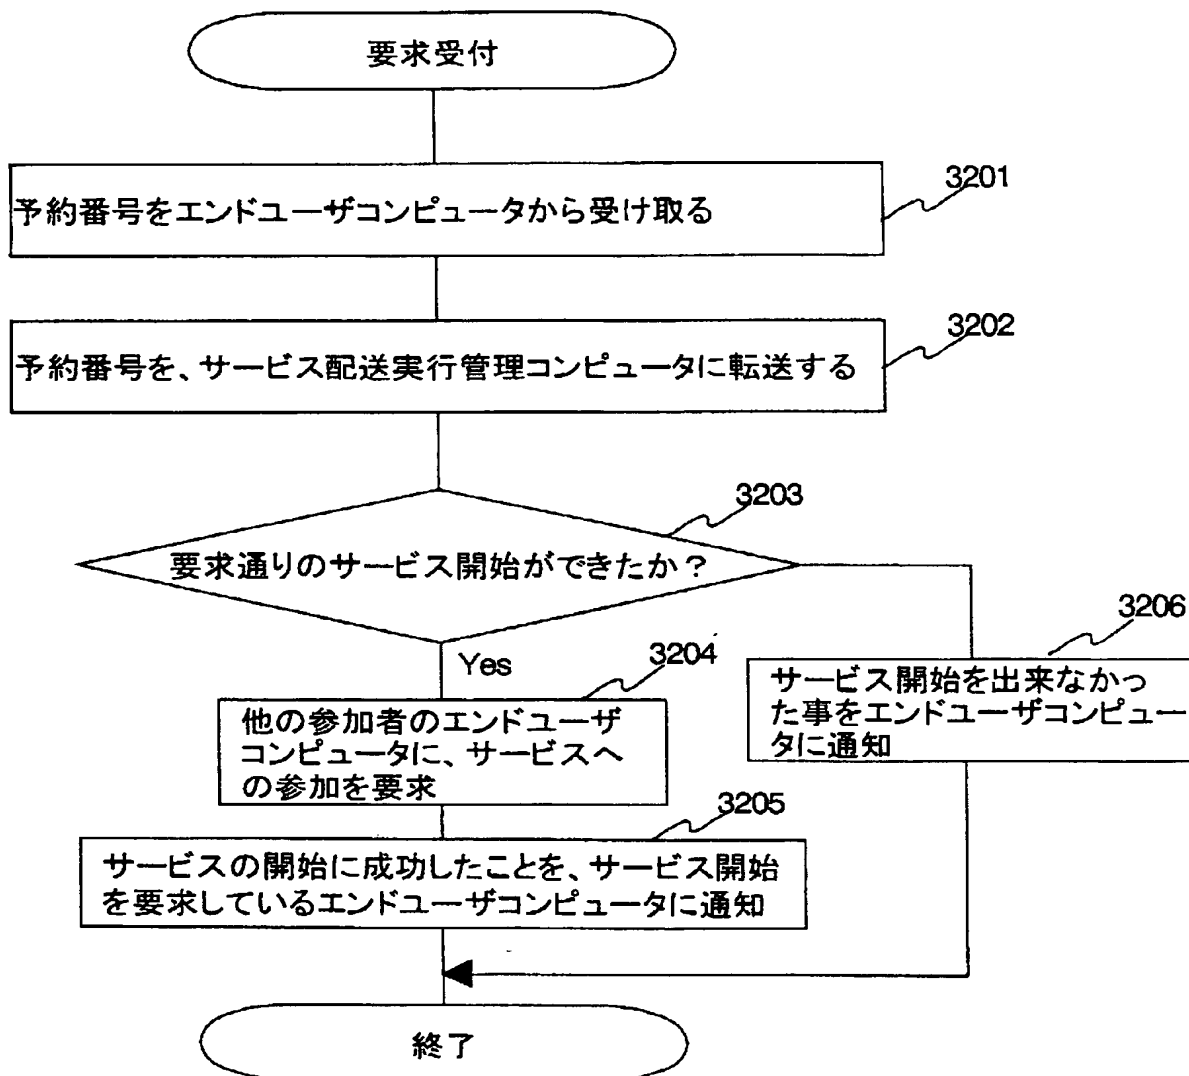 要求受付
3201
予約番号をエンドユーザコンピュータから受け取る
3202
予約番号を、サービス配送実行管理コンピュータに転送する
3203
要求通りのサービス開始ができたか？
Yes
3204
他の参加者のエンドユーザ
コンピュータに、サービスへ
の参加を要求
3206
サービス開始を出来なかっ
た事をエンドユーザコンピュー
タに通知
3205
サービスの開始に成功したことを、サービス開始
を要求しているエンドユーザコンピュータに通知
終了